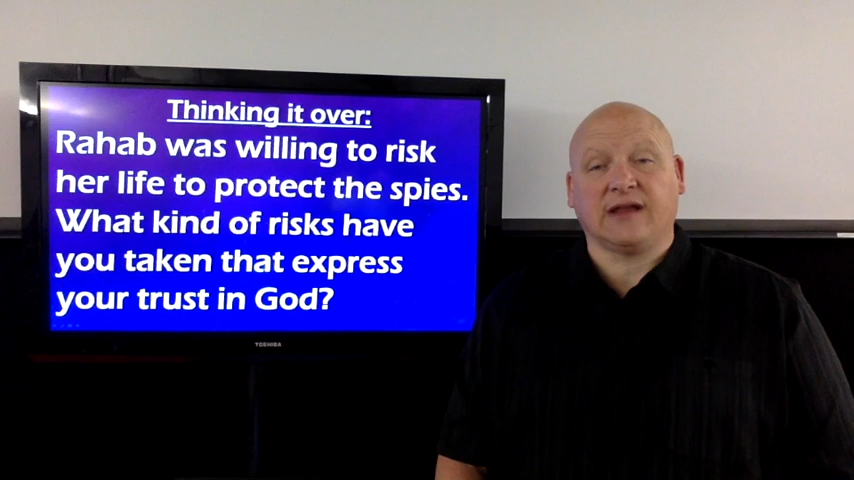 Thinking it over:
Rahab was willing to risk
her life to protect the spies.
What kind of risks have
you taken that express
your trust in God?
TOSHIBA